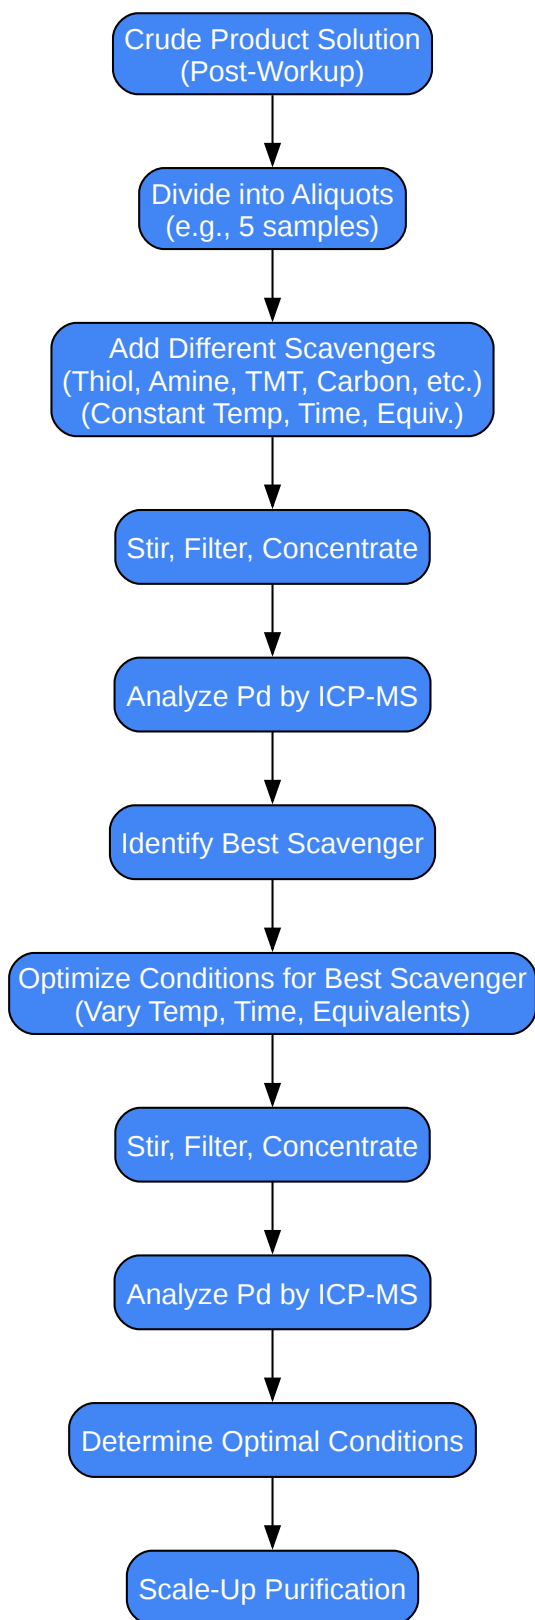 Crude Product Solution
(Post-Workup)
Divide into Aliquots
(e.g., 5 samples)
Add Different Scavengers
(Thiol, Amine, TMT, Carbon, etc.)
(Constant Temp, Time, Equiv.)
Stir, Filter, Concentrate
Analyze Pd by ICP-MS
Identify Best Scavenger
Optimize Conditions for Best Scavenger
(Vary Temp, Time, Equivalents)
Stir, Filter, Concentrate
Analyze Pd by ICP-MS
Determine Optimal Conditions
Scale-Up Purification